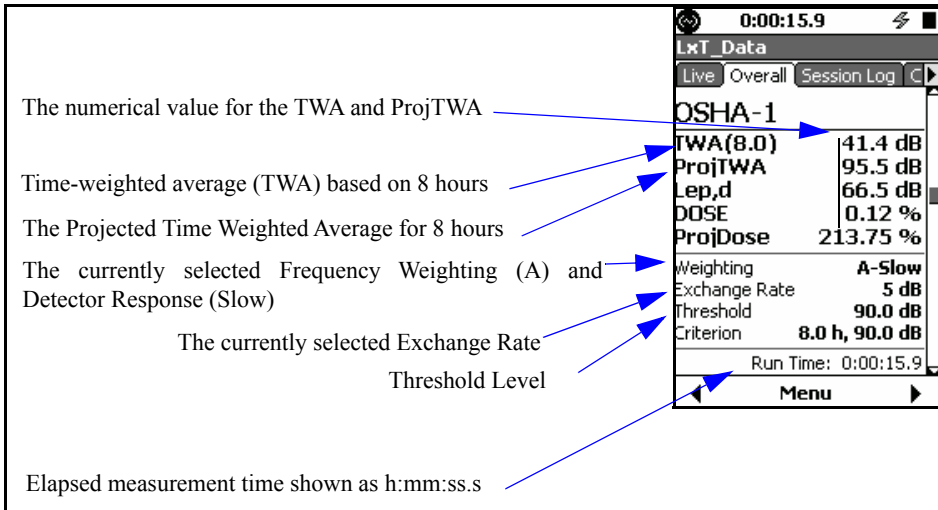 0:00:15.9
LxT_Data
Live Overall Session Log C
The numerical value for the TWA and ProjTWA
OSHA-1
TWA(8.0) 41.4 dB
Time-weighted average (TWA) based on 8 hours
ProjTWA 95.5 dB
Lep,d 66.5 dB
The Projected Time Weighted Average for 8 hours
DOSE 0.12 %
ProjDose 213.75 %
The currently selected Frequency Weighting (A) and
Detector Response (Slow)
Weighting A-Slow
Exchange Rate 5 dB
Threshold 90.0 dB
Criterion 8.0 h, 90.0 dB
The currently selected Exchange Rate
Threshold Level
Run Time: 0:00:15.9
Menu
Elapsed measurement time shown as h:mm:ss.s